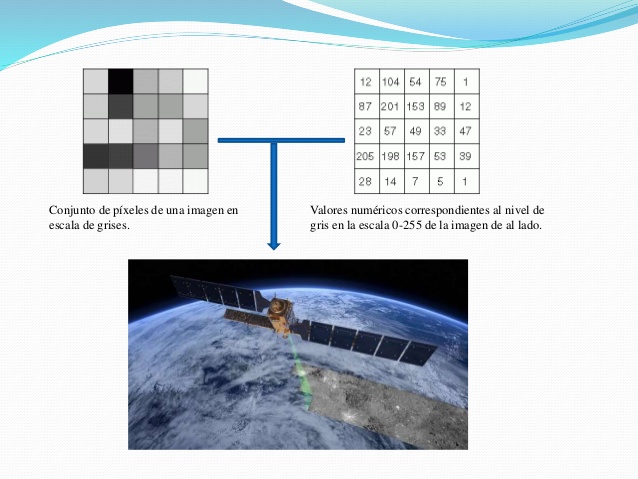 12 104 54 75 1
87 201 153 89 12
23 57 49 33 47
205 198 157 53 39
28 14 7 5 1
Conjunto de píxeles de una imagen en
escala de grises.
Valores numéricos correspondientes al nivel de
gris en la escala 0-255 de la imagen de al lado.